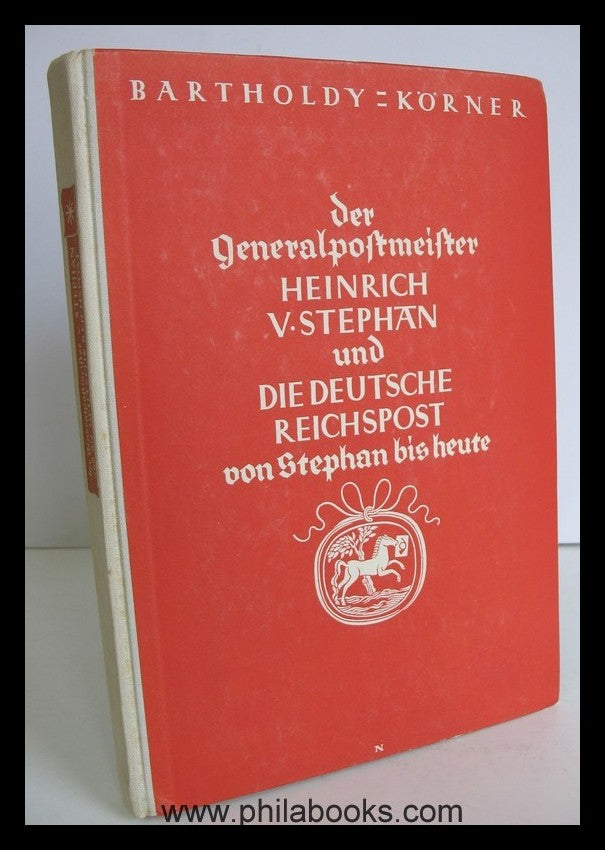 BARTHOLDY=KÖRNER
der
Generalpostmeister
HEINRICH
V·STEPHAN
und
DIE DEUTSCHE
REICHSPOST
von Stephan bis heute
N
www.philabooks.com